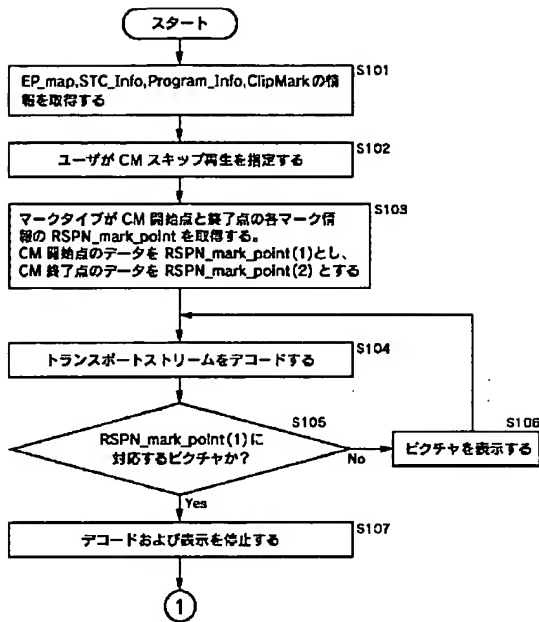 スタート
S101
EP_map,STC_Info,Program_Info,ClipMarkの情
報を取得する
S102
ユーザが CM スキップ再生を指定する
S103
マークタイプが CM 開始点と終了点の各マーク情
報の RSPN_mark_point を取得する。
CM 開始点のデータを RSPN_mark_point(1)とし、
CM 終了点のデータを RSPN_mark_point(2) とする
S104
トランスポートストリームをデコードする
S105
RSPN_mark_point(1)に
対応するピクチャか?
No
S106
ピクチャを表示する
Yes
S107
デコードおよび表示を停止する
1